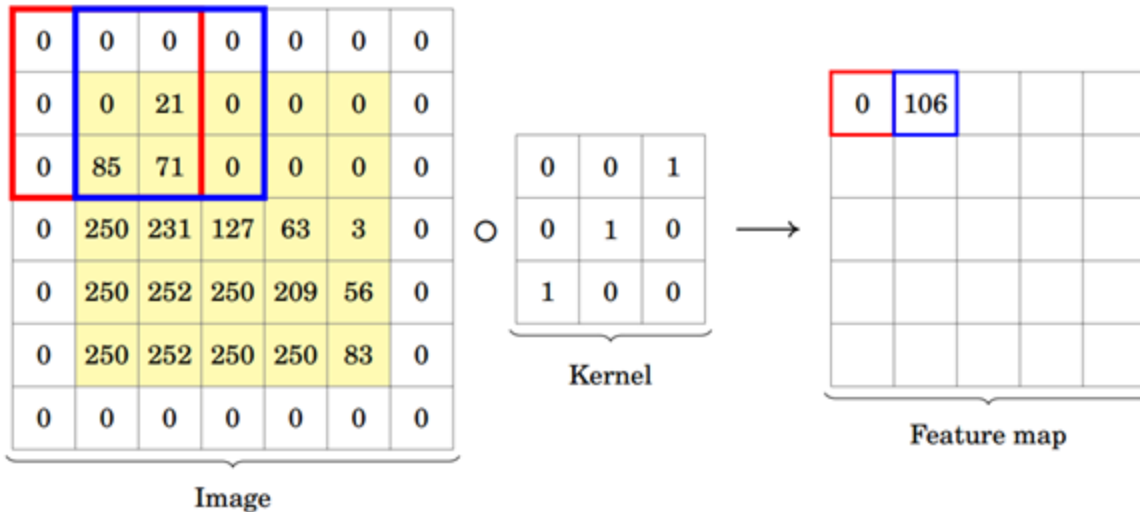 0 0 0 0 0 0 0
0 0 21 0 0 0 0
0 106
0 85 71 0 0 0 0
0 0 1
0 250 231 127 63 3 0
○ 0 1 0 ⟶
0 250 252 250 209 56 0
1 0 0
0 250 252 250 250 83 0
Kernel
0 0 0 0 0 0 0
Feature map
Image